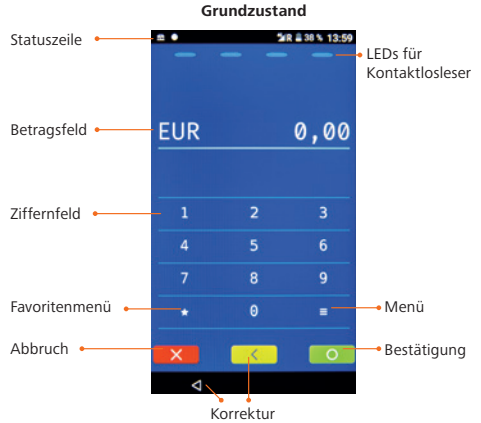 Grundzustand
Statuszeile
R 38 % 13:59
LEDs für
Kontaktlosleser
Betragsfeld
EUR 0,00
Ziffernfeld
1 2 3
4 5 6
7 8 9
Favoritenmenü
★ 0 ≡
Menü
Abbruch
Bestätigung
Korrektur